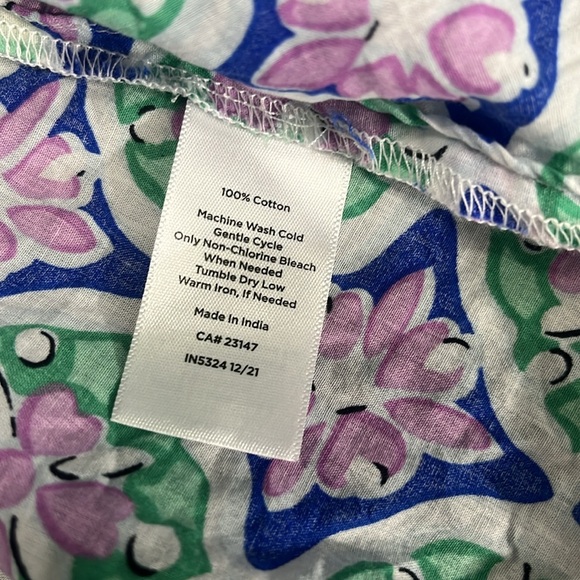 100% Cotton
Machine Wash Cold
Gentle Cycle
Only Non-Chlorine Bleach
When Needed
Tumble Dry Low
Warm Iron, If Needed
Made In India
CA# 23147
IN5324 12/21